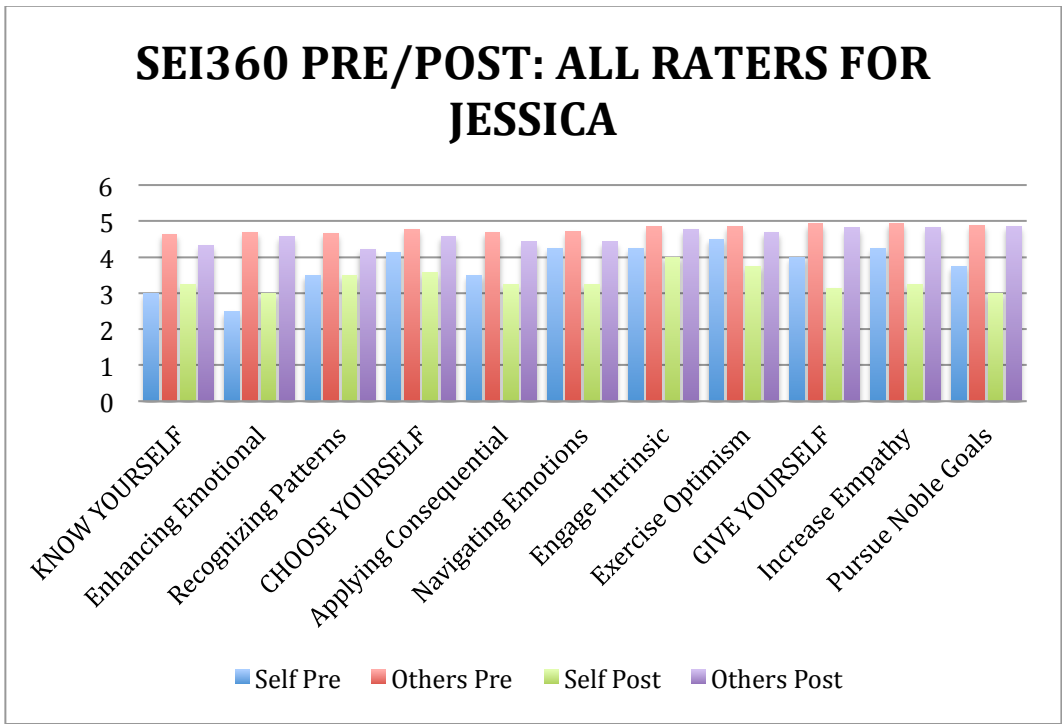 SEI360 PRE/POST: ALL RATERS FOR
JESSICA
6
5
4
3
2
1
0
KNOW YOURSELF
Enhancing Emotional
Recognizing Patterns
CHOOSE YOURSELF
Applying Consequential
Navigating Emotions
Engage Intrinsic
Exercise Optimism
GIVE YOURSELF
Increase Empathy
Pursue Noble Goals
Self Pre Others Pre Self Post Others Post